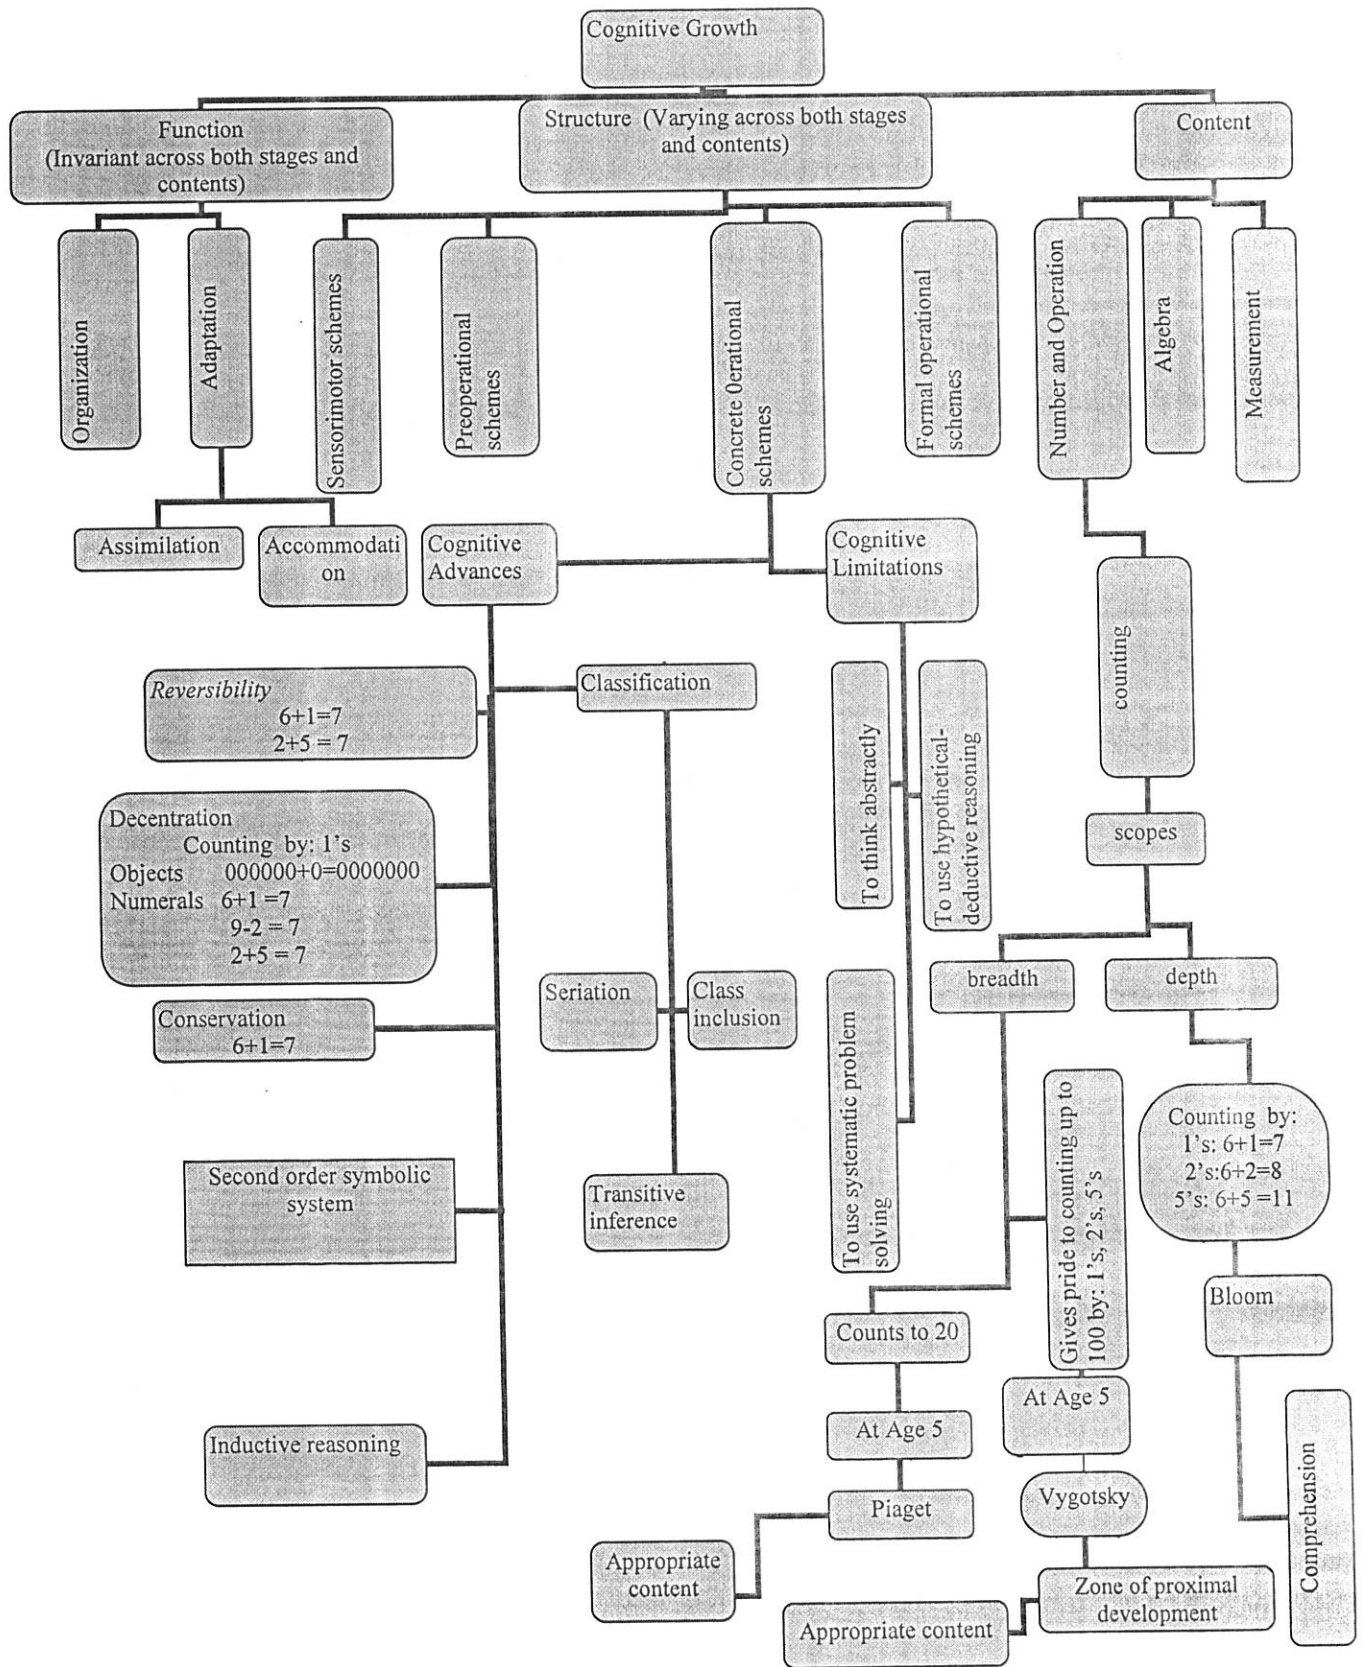 Cognitive Growth
Function
(Invariant across both stages and
contents)
Structure (Varying across both stages
and contents)
Content
Organization
Adaptation
Sensorimotor schemes
Preoperational
schemes
Concrete 0erational
schemes
Formal operational
schemes
Number and Operation
Algebra
Measurement
Assimilation
Accommodati
on
Cognitive
Advances
Cognitive
Limitations
counting
Reversibility
6+1=7
2+5 = 7
Classification
To think abstractly
To use hypothetical-
deductive reasoning
scopes
Decentration
Counting by: 1's
Objects 000000+0=0000000
Numerals 6+1 =7
9-2 = 7
2+5 = 7
breadth
depth
Seriation
Class
inclusion
Conservation
6+1=7
To use systematic problem
solving
Gives pride to counting up to
100 by: 1's, 2's, 5's
Counting by:
1's: 6+1=7
2's:6+2=8
5's: 6+5 =11
Second order symbolic
system
Transitive
inference
Bloom
Counts to 20
At Age 5
At Age 5
Inductive reasoning
Comprehension
Piaget
Vygotsky
Appropriate
content
Zone of proximal
development
Appropriate content